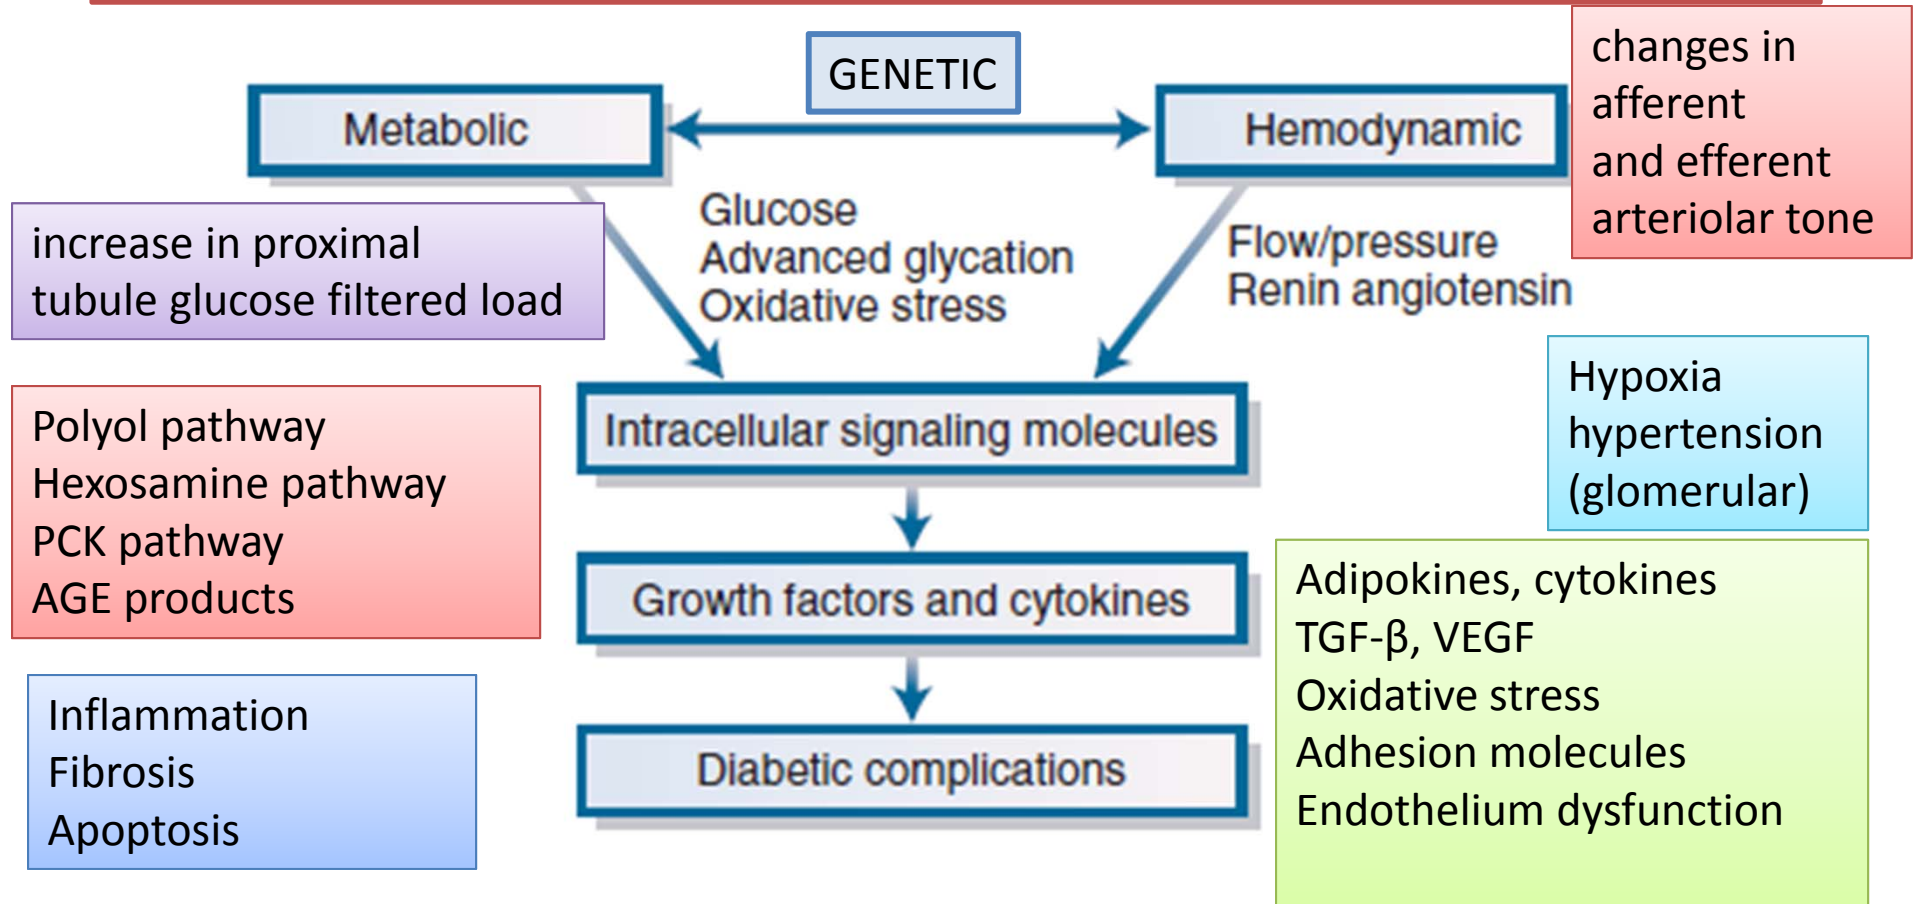 GENETIC
Metabolic
Hemodynamic
changes in
afferent
and efferent
arteriolar tone
increase in proximal
tubule glucose filtered load
Glucose
Advanced glycation
Oxidative stress
Flow/pressure
Renin angiotensin
Hypoxia
hypertension
(glomerular)
Polyol pathway
Hexosamine pathway
PCK pathway
AGE products
Intracellular signaling molecules
Growth factors and cytokines
Adipokines, cytokines
TGF-β, VEGF
Oxidative stress
Adhesion molecules
Endothelium dysfunction
Inflammation
Fibrosis
Apoptosis
Diabetic complications